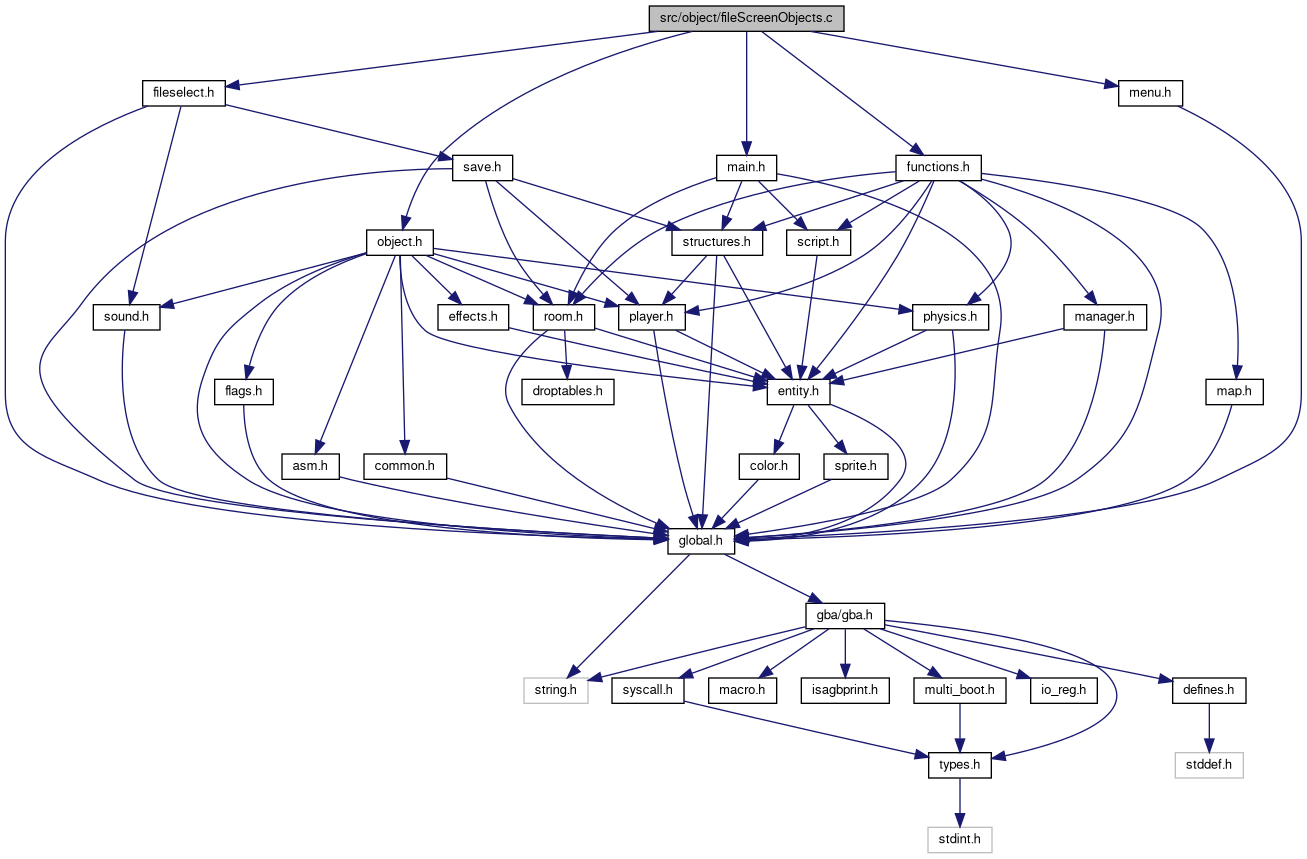 src/object/fileScreenObjects.c
fileselect.h
menu.h
save.h
main.h
functions.h
object.h
structures.h
script.h
sound.h
effects.h
room.h
player.h
physics.h
manager.h
flags.h
droptables.h
entity.h
map.h
asm.h
common.h
color.h
sprite.h
global.h
gba/gba.h
string.h
syscall.h
macro.h
isagbprint.h
multi_boot.h
io_reg.h
defines.h
types.h
stddef.h
stdint.h